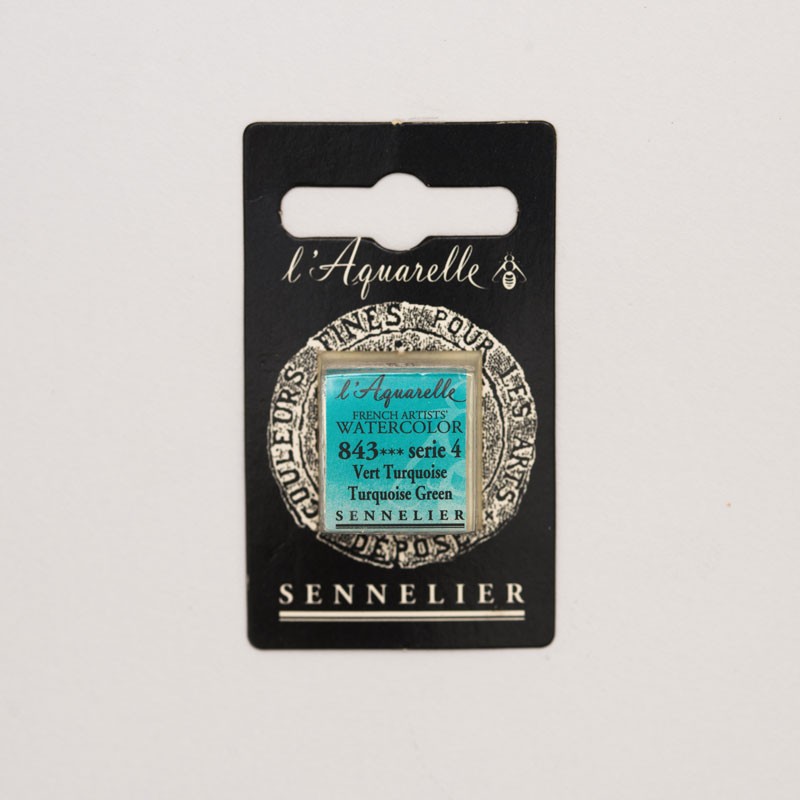 l'Aquarelle
COULEURS FINES POUR LES ARTS
DÉPOSÉ
l'Aquarelle
FRENCH ARTISTS'
WATERCOLOR
843*** serie 4
Vert Turquoise
Turquoise Green
SENNELIER
SENNELIER